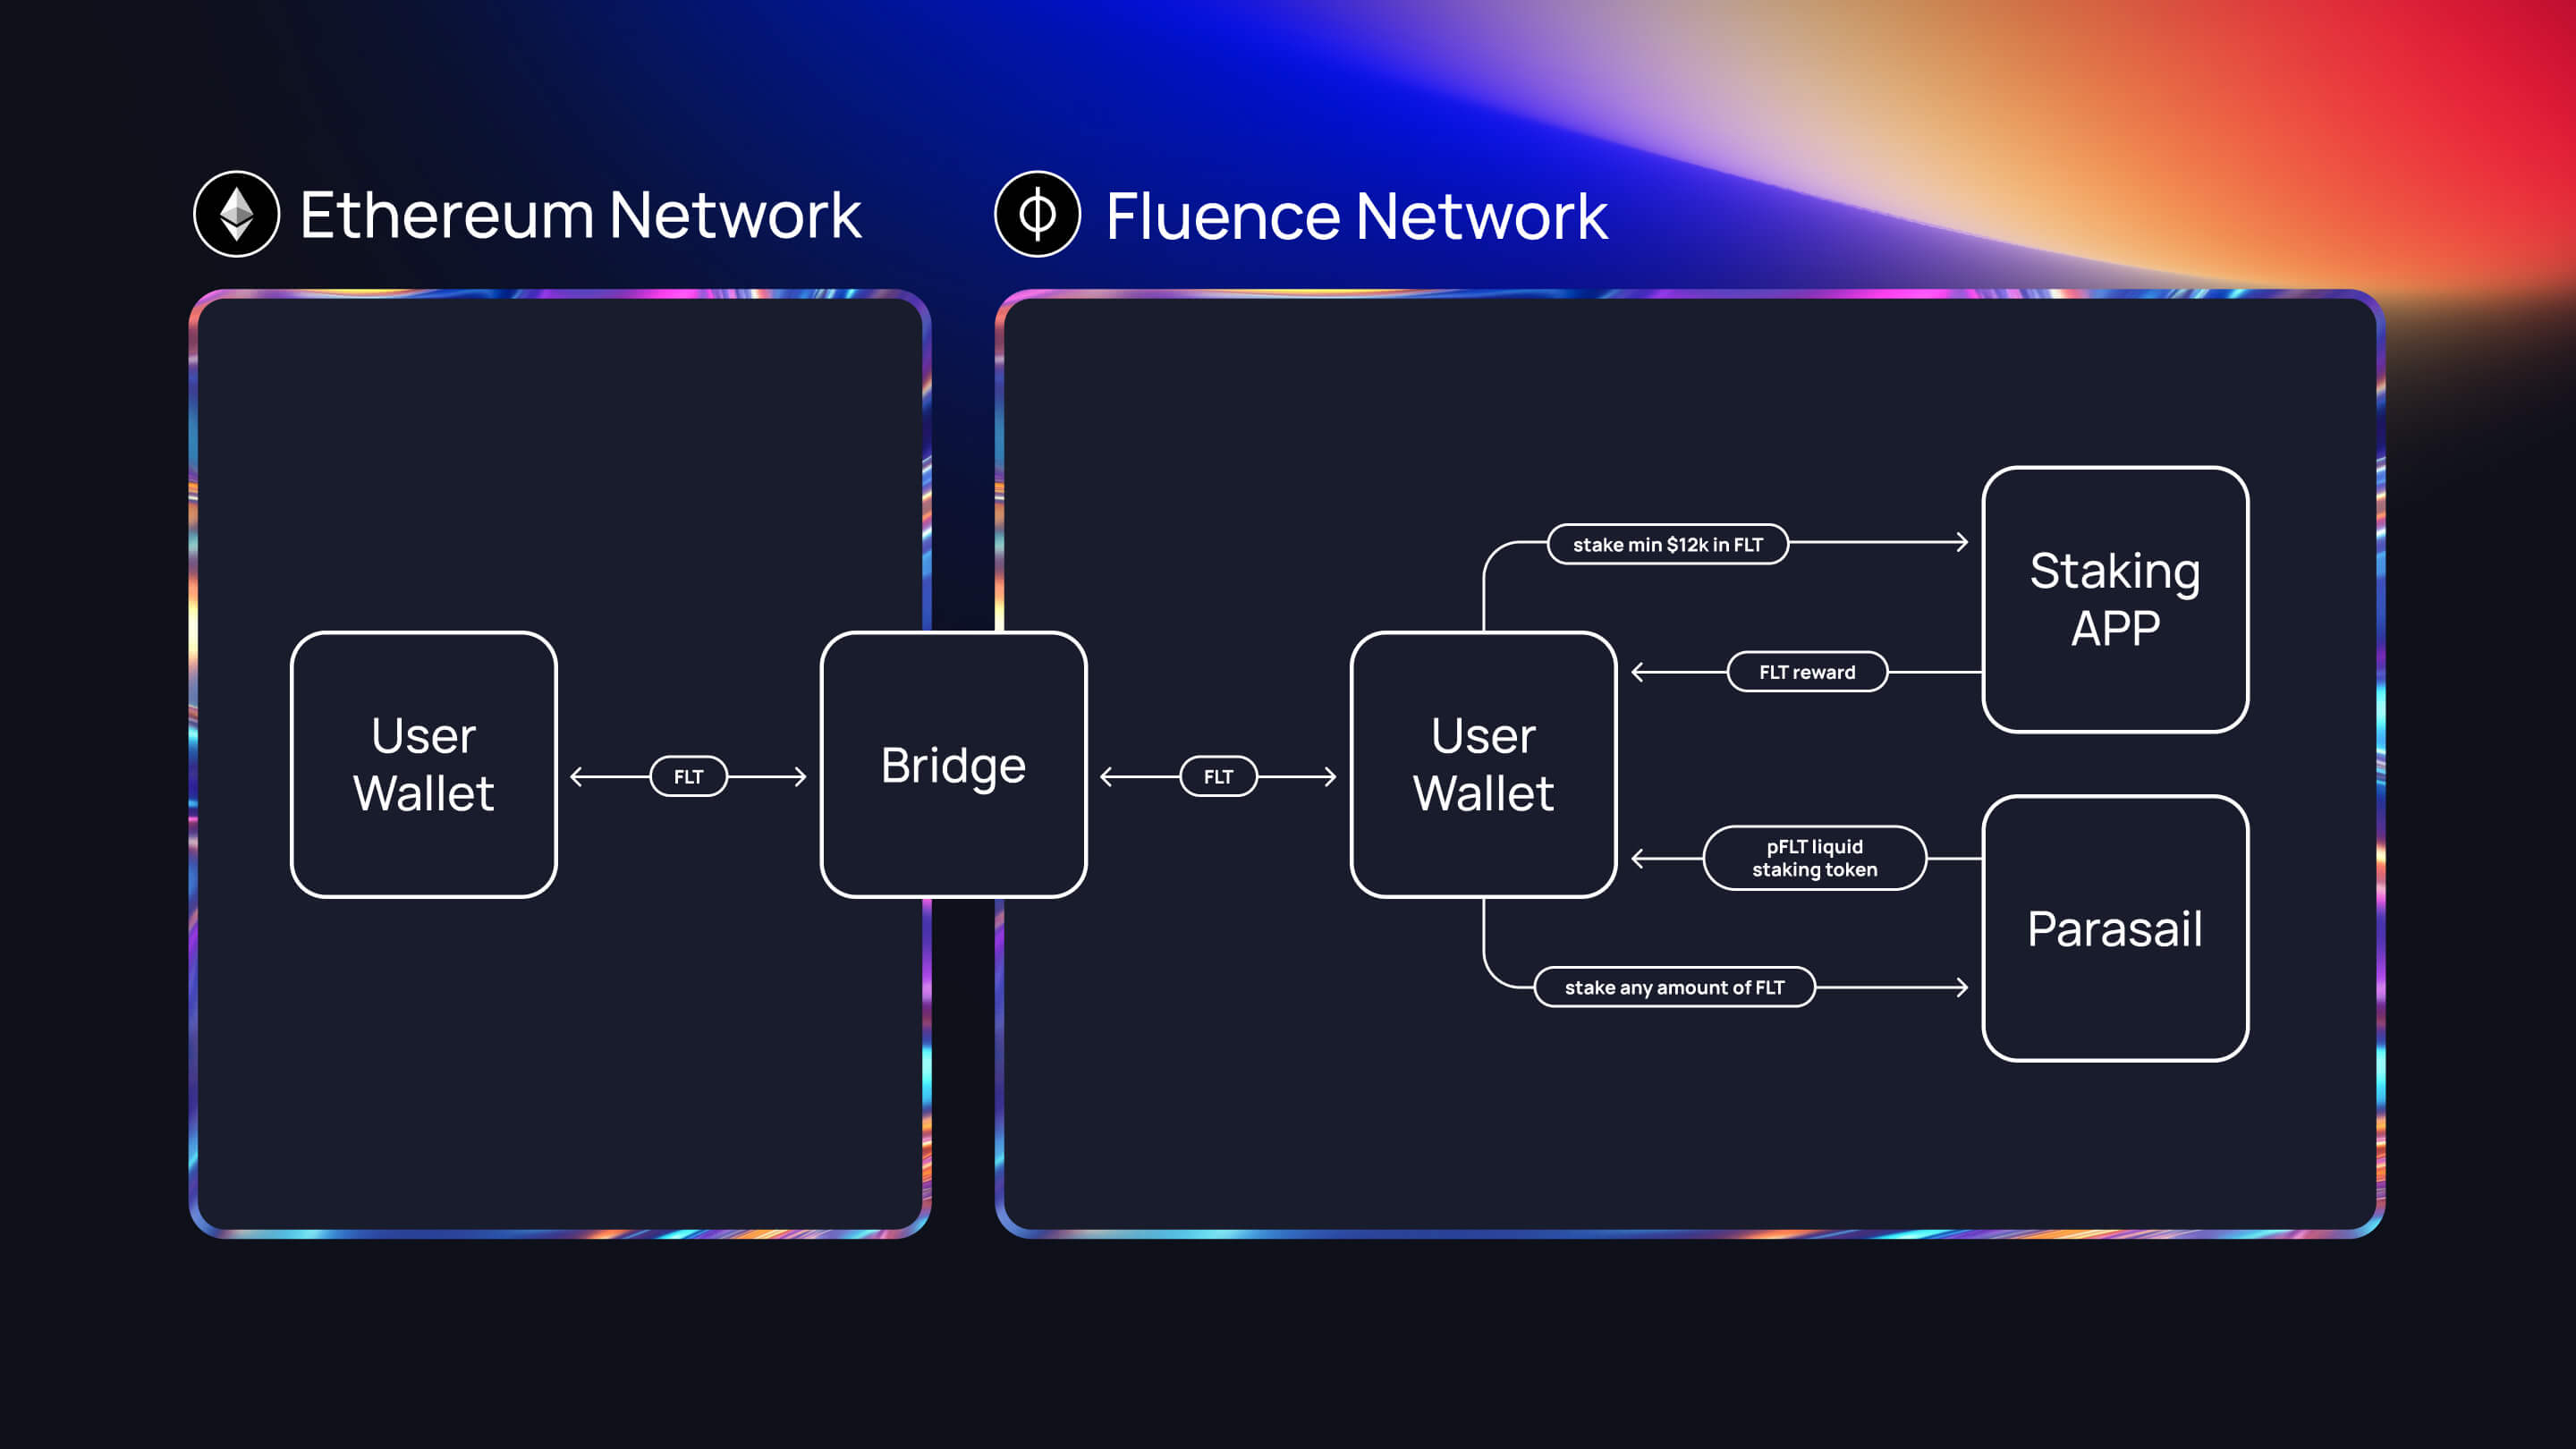 Ethereum Network
Fluence Network
User
Wallet
FLT
Bridge
FLT
User
Wallet
stake min $12k in FLT
Staking
APP
FLT reward
pFLT liquid
staking token
Parasail
stake any amount of FLT